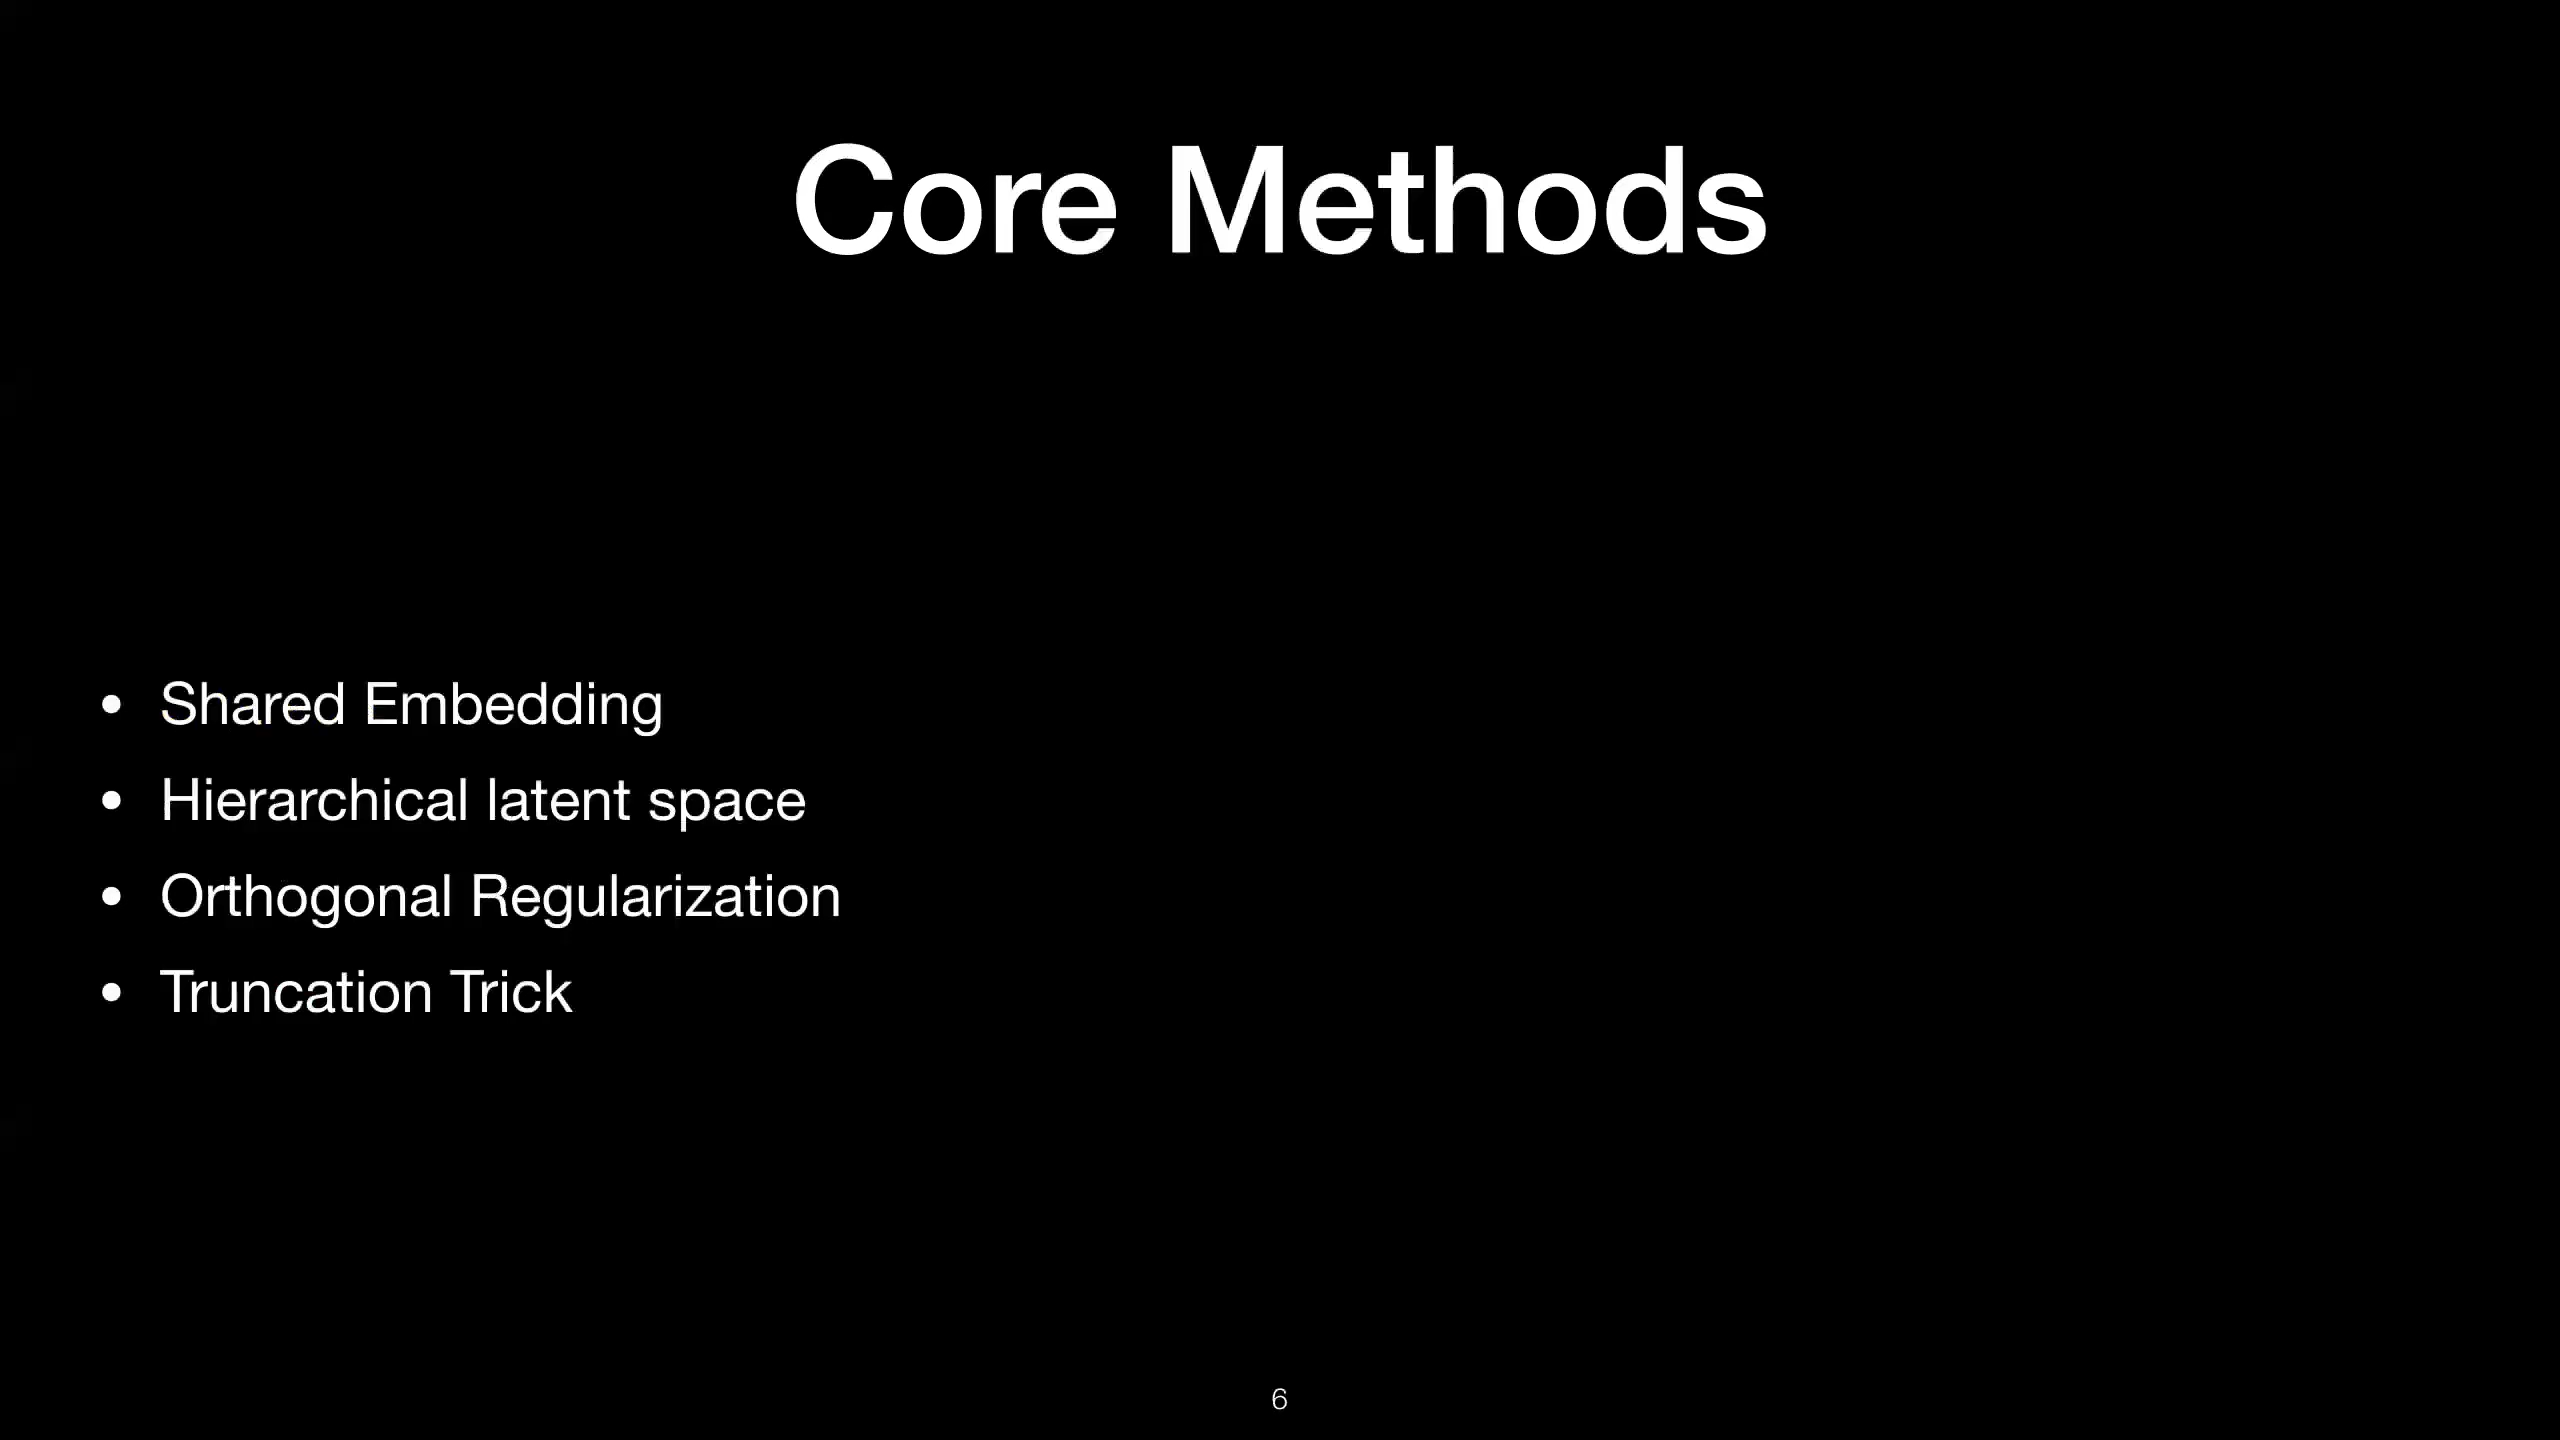 Core Methods
• Shared Embedding
• Hierarchical latent space
• Orthogonal Regularization
• Truncation Trick
6